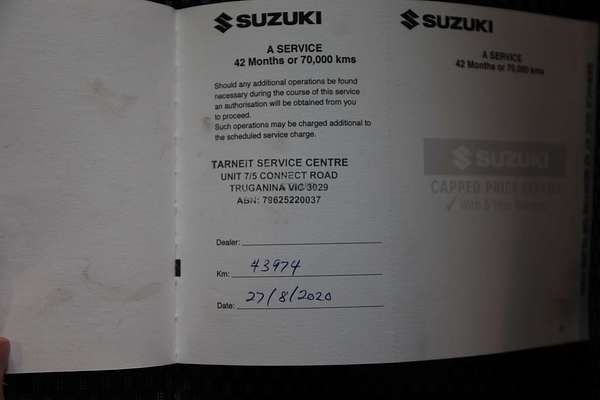 SUZUKI
A SERVICE
42 Months or 70,000 kms
Should any additional operations be found
necessary during the course of this service
an authorisation will be obtained from you
to proceed.
Such operations may be charged additional to
the scheduled service charge.
TARNEIT SERVICE CENTRE
UNIT 7/5 CONNECT ROAD
TRUGANINA VIC 3029
ABN: 79625220037
Dealer:
Km: 43974
Date: 27/8/2020
SUZUKI
A SERVICE
42 Months or 70,000 kms
SUZUKI
CAPPED PRICE SERVICE